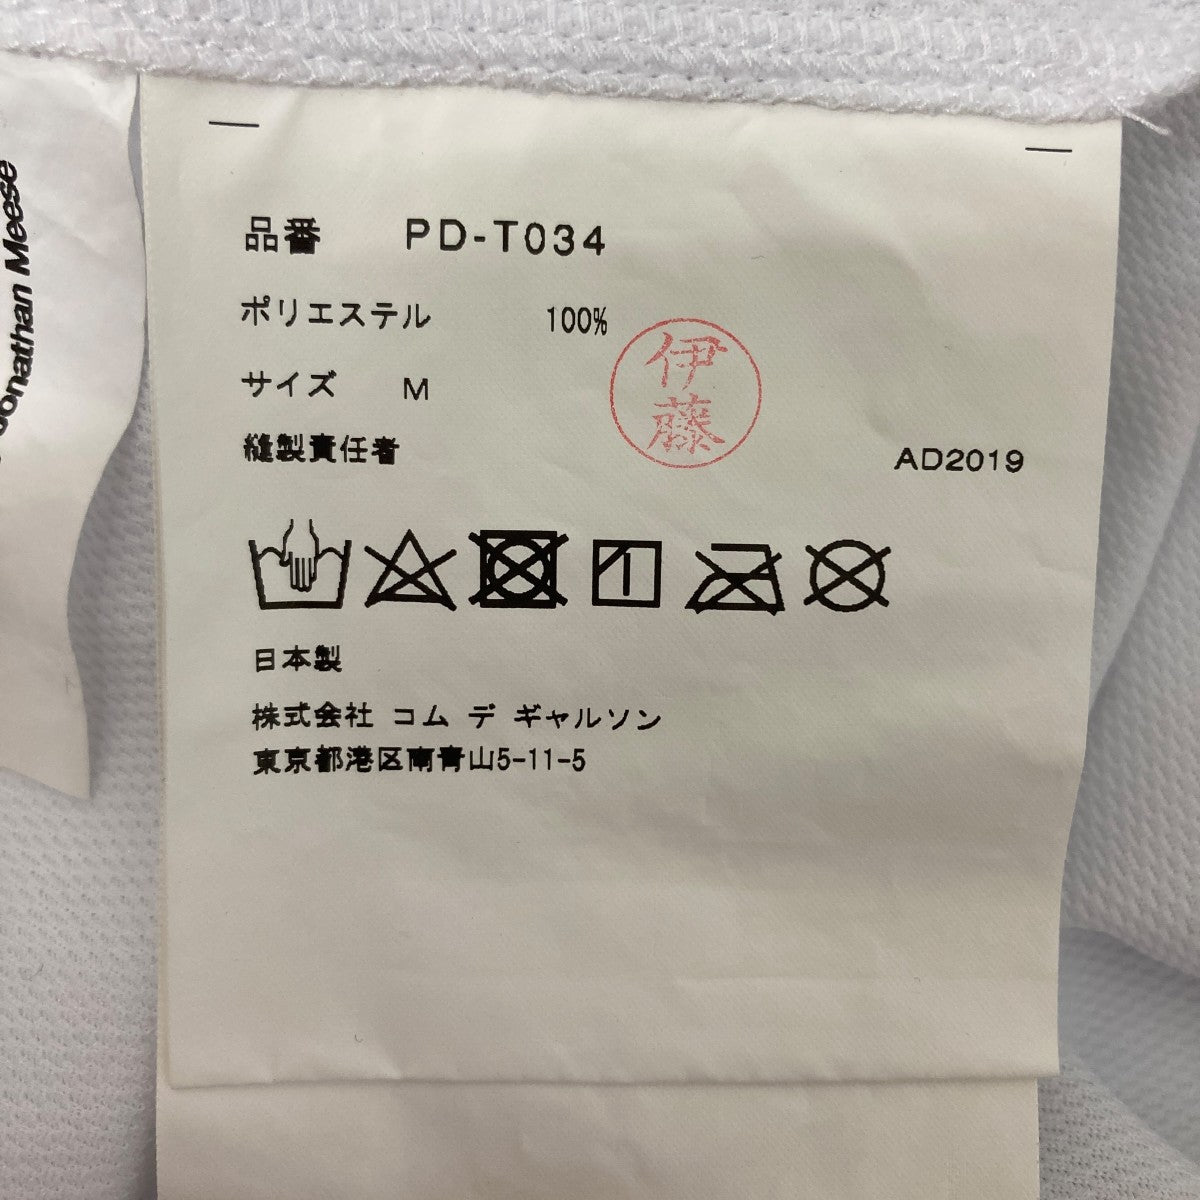 Jonathan Meese
品番 PD-T034
ポリエステル 100%
サイズ M
伊藤
縫製責任者 AD2019
日本製
株式会社 コム デ ギャルソン
東京都港区南青山5-11-5